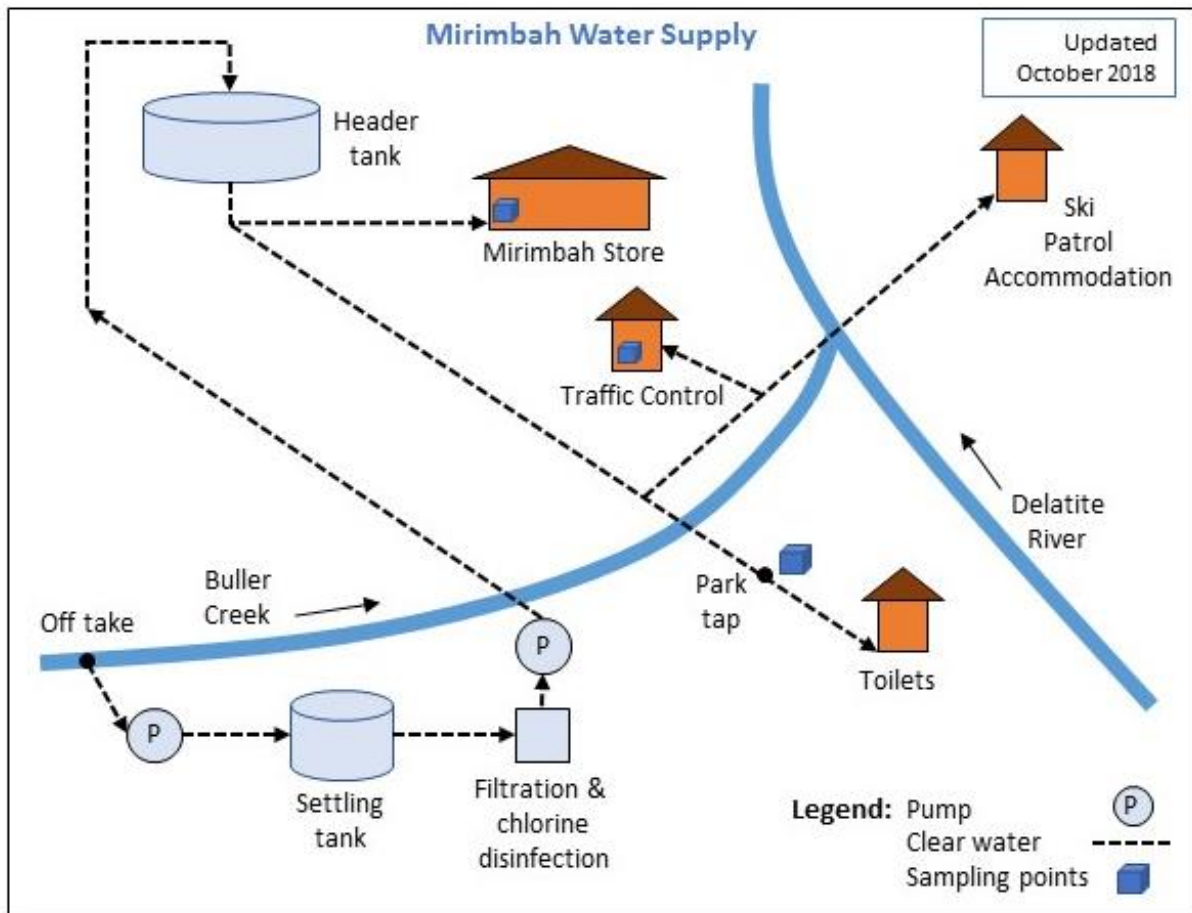 Mirimbah Water Supply
Updated
October 2018
Header
tank
Mirimbah Store
Ski
Patrol
Accommodation
Traffic Control
Delatite
River
Buller
Creek
Park
tap
Off take
P
Toilets
P
Settling
tank
Filtration &
chlorine
disinfection
Legend: Pump P
Clear water
Sampling points